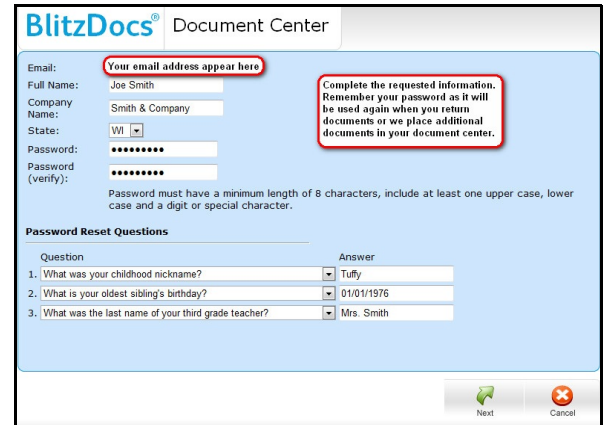 BlitzDocs® Document Center
Email: Your email address appear here
Full Name: Joe Smith
Company
Name: Smith & Company
State: WI
Password: •••••••••
Password
(verify): •••••••••
Complete the requested information.
Remember your password as it will
be used again when you return
documents or we place additional
documents in your document center.
Password must have a minimum length of 8 characters, include at least one upper case, lower
case and a digit or special character.
Password Reset Questions
Question Answer
1. What was your childhood nickname? Tuffy
2. What is your oldest sibling's birthday? 01/01/1976
3. What was the last name of your third grade teacher? Mrs. Smith
Next Cancel